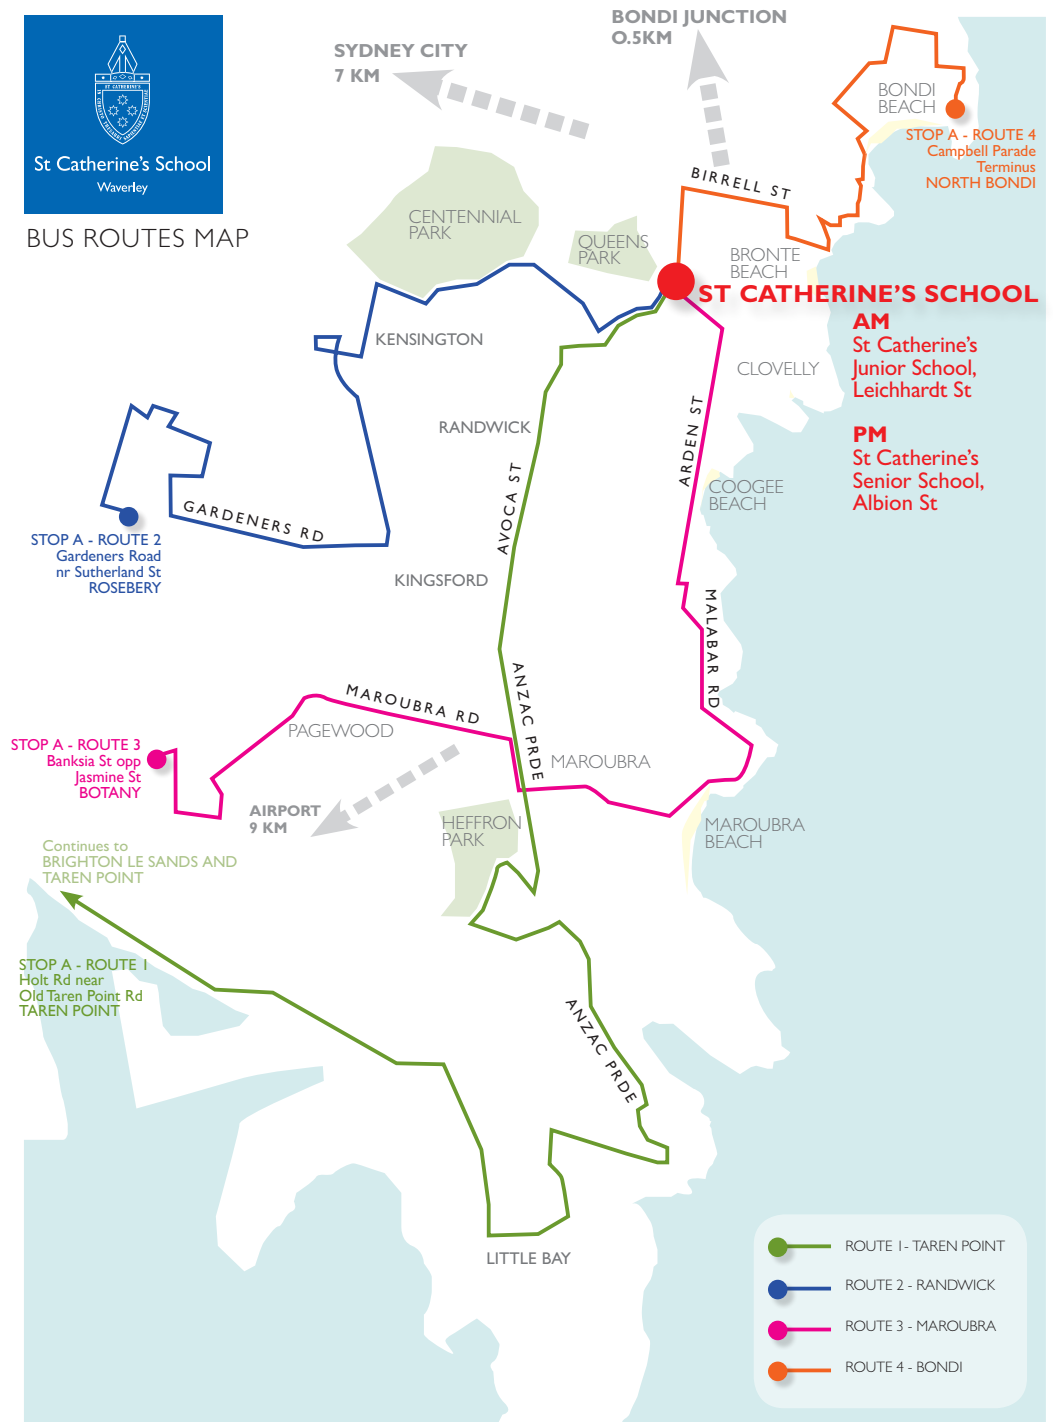 St Catherine's School
Waverley
BUS ROUTES MAP
SYDNEY CITY
7 KM
BONDI JUNCTION
O.5KM
BONDI
BEACH
STOP A - ROUTE 4
Campbell Parade
Terminus
NORTH BONDI
BIRRELL ST
CENTENNIAL
PARK
QUEENS
PARK
BRONTE
BEACH
ST CATHERINE'S SCHOOL
AM
St Catherine's
Junior School,
Leichhardt St
PM
St Catherine's
Senior School,
Albion St
KENSINGTON
CLOVELLY
RANDWICK
ARDEN ST
AVOCA ST
COOGEE
BEACH
GARDENERS RD
STOP A - ROUTE 2
Gardeners Road
nr Sutherland St
ROSEBERY
KINGSFORD
MALABAR RD
ANZAC PRDE
MAROUBRA RD
PAGEWOOD
MAROUBRA
STOP A - ROUTE 3
Banksia St opp
Jasmine St
BOTANY
AIRPORT
9 KM
HEFFRON
PARK
MAROUBRA
BEACH
Continues to
BRIGHTON LE SANDS AND
TAREN POINT
STOP A - ROUTE 1
Holt Rd near
Old Taren Point Rd
TAREN POINT
ANZAC PRDE
LITTLE BAY
ROUTE 1- TAREN POINT
ROUTE 2 - RANDWICK
ROUTE 3 - MAROUBRA
ROUTE 4 - BONDI